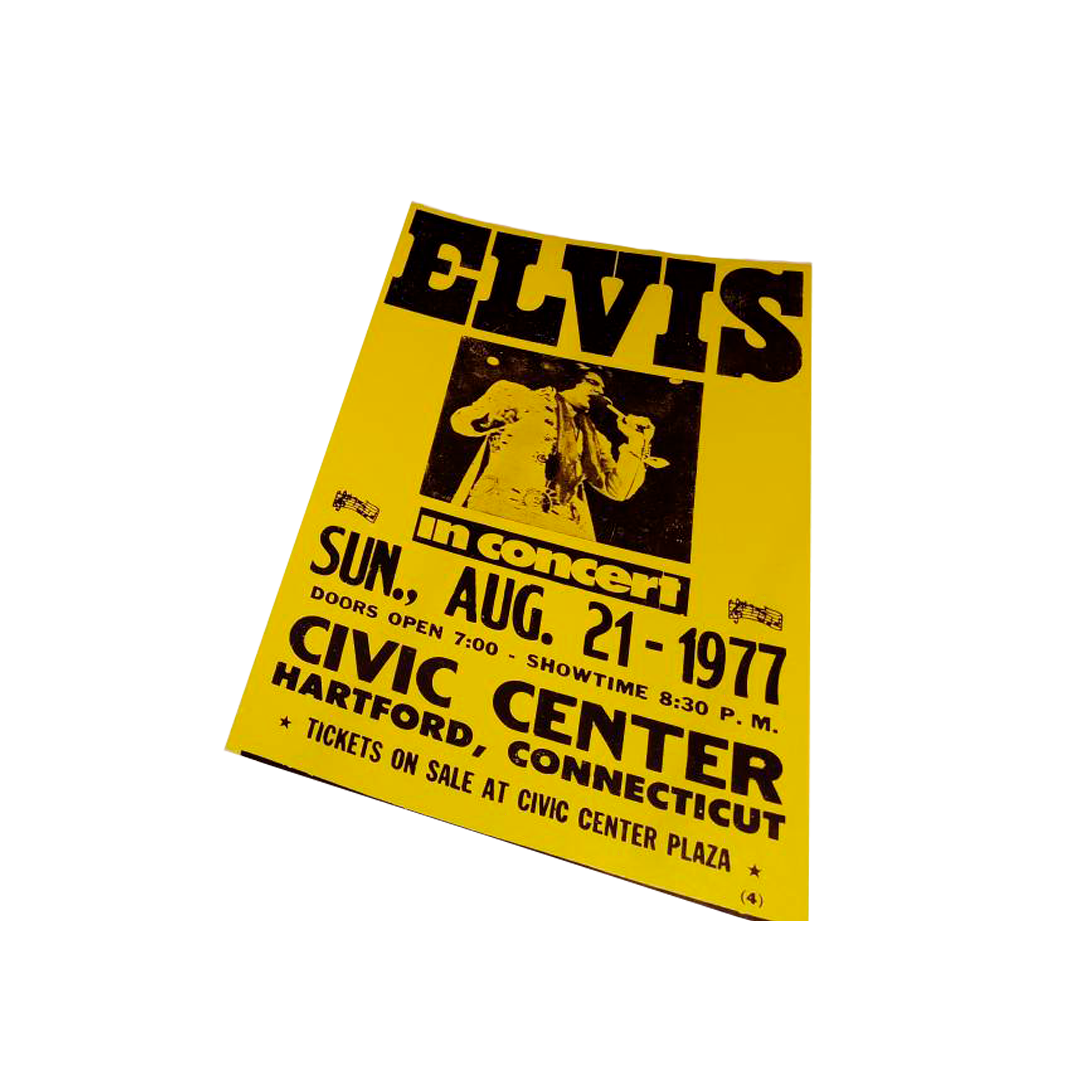 ELVIS
in concert
SUN., AUG. 21 - 1977
DOORS OPEN 7:00 - SHOWTIME 8:30 P. M.
CIVIC CENTER
HARTFORD, CONNECTICUT
★ TICKETS ON SALE AT CIVIC CENTER PLAZA ★
(4)